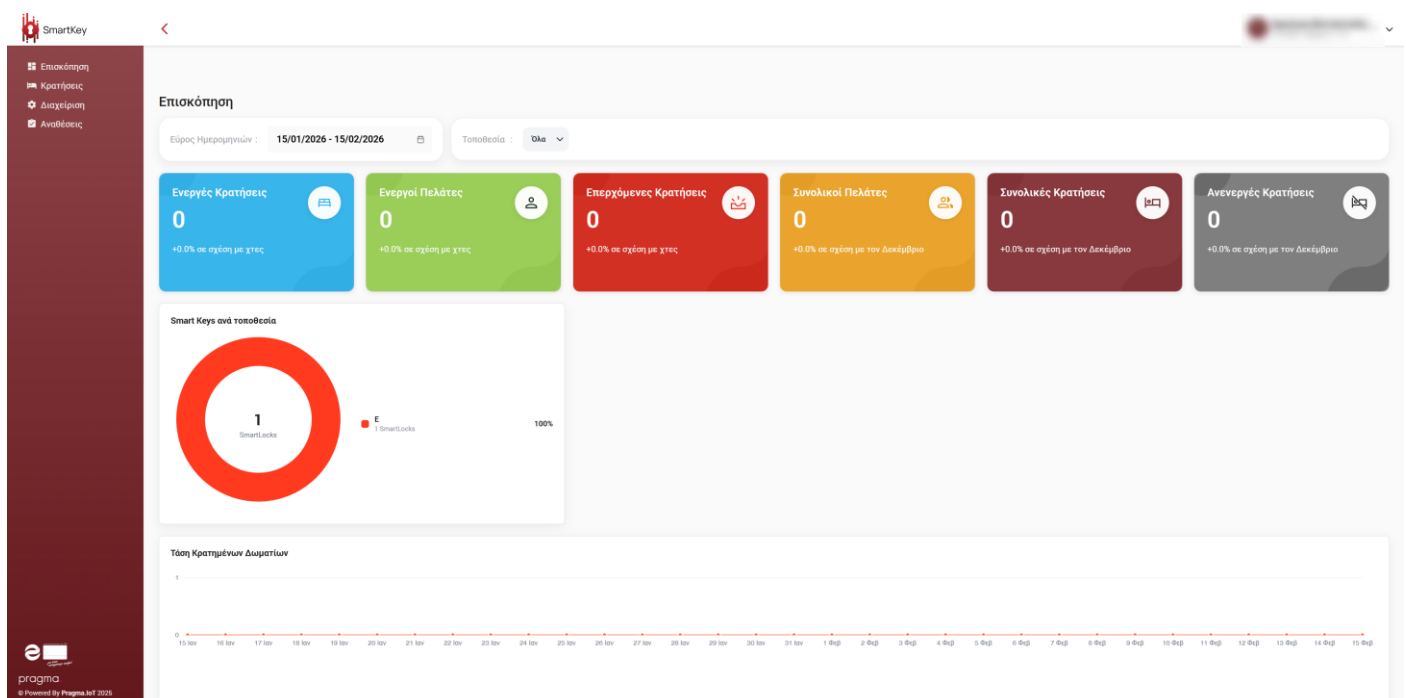 SmartKey
Επισκόπηση
Κρατήσεις
Διαχείριση
Αναθέσεις
Επισκόπηση
Εύρος Ημερομηνιών : 15/01/2026 - 15/02/2026
Τοποθεσία : Όλα
Ενεργές Κρατήσεις
0
+0.0% σε σχέση με χτες
Ενεργοί Πελάτες
0
+0.0% σε σχέση με χτες
Επερχόμενες Κρατήσεις
0
+0.0% σε σχέση με χτες
Συνολικοί Πελάτες
0
+0.0% σε σχέση με τον Δεκέμβριο
Συνολικές Κρατήσεις
0
+0.0% σε σχέση με τον Δεκέμβριο
Ανενεργές Κρατήσεις
0
+0.0% σε σχέση με τον Δεκέμβριο
Smart Keys ανά τοποθεσία
1
SmartLocks
E
1 SmartLocks
100%
Τάση Κρατημένων Δωματίων
1
0
15 Ιαν 16 Ιαν 17 Ιαν 18 Ιαν 19 Ιαν 20 Ιαν 21 Ιαν 22 Ιαν 23 Ιαν 24 Ιαν 25 Ιαν 26 Ιαν 27 Ιαν 28 Ιαν 29 Ιαν 30 Ιαν 31 Ιαν 1 Φεβ 2 Φεβ 3 Φεβ 4 Φεβ 5 Φεβ 6 Φεβ 7 Φεβ 8 Φεβ 9 Φεβ 10 Φεβ 11 Φεβ 12 Φεβ 13 Φεβ 14 Φεβ 15 Φεβ
pragma
© Powered By Pragma.IoT 2026